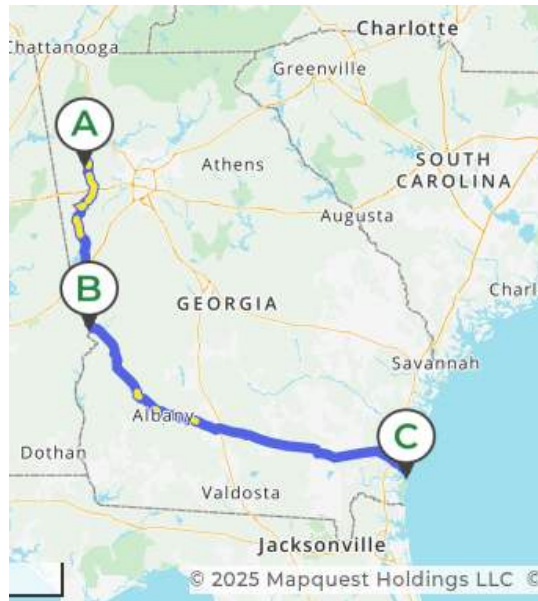 Charlotte
Chattanooga
Greenville
A
Athens
SOUTH
CAROLINA
Augusta
B
GEORGIA
Charl
Savannah
Albany
C
Dothan
Valdosta
Jacksonville
© 2025 Mapquest Holdings LLC ©